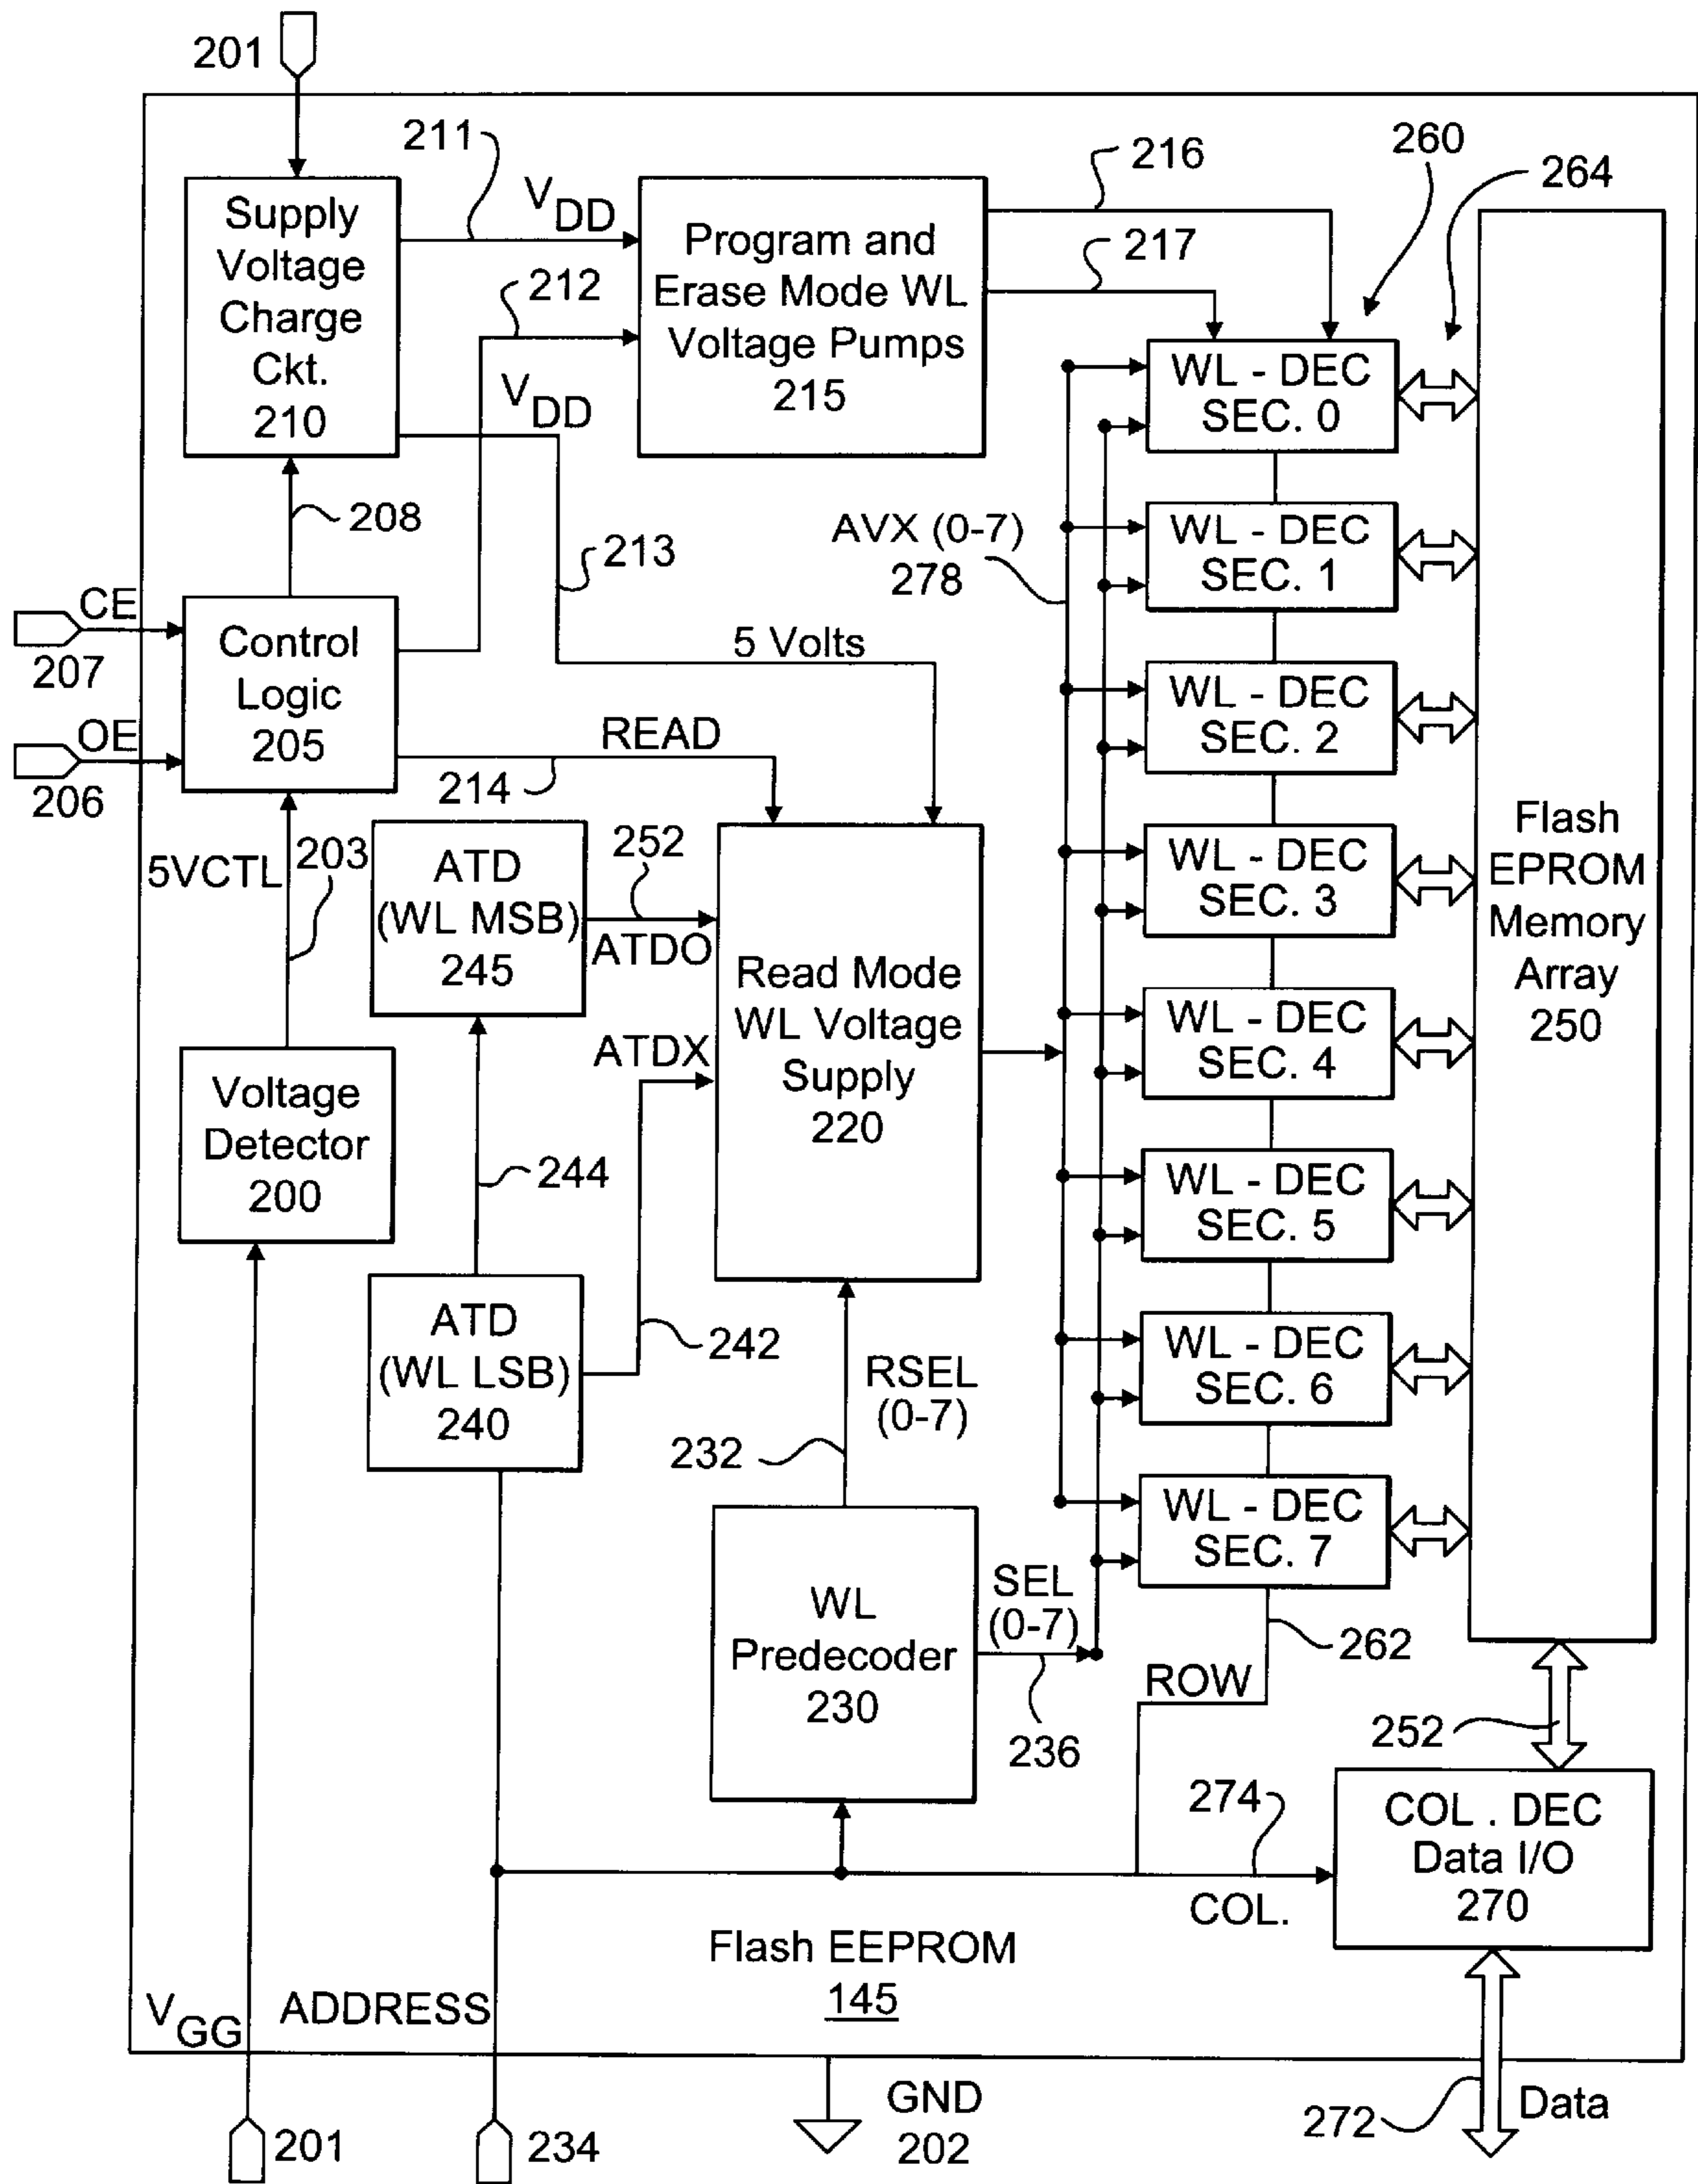 201
211
V DD
216
260
264
Supply
Voltage
Charge
Ckt.
210
Program and
Erase Mode WL
Voltage Pumps
215
212
217
V DD
WL - DEC
SEC. 0
208
213
AVX (0-7)
278
WL - DEC
SEC. 1
CE
207
Control
Logic
205
5 Volts
WL - DEC
SEC. 2
OE
206
READ
214
5VCTL
203
ATD
(WL MSB)
245
252
ATDO
WL - DEC
SEC. 3
Flash
EPROM
Memory
Array
250
Read Mode
WL Voltage
Supply
220
ATDX
WL - DEC
SEC. 4
Voltage
Detector
200
244
WL - DEC
SEC. 5
ATD
(WL LSB)
240
242
RSEL
(0-7)
232
WL - DEC
SEC. 6
WL - DEC
SEC. 7
WL
Predecoder
230
SEL
(0-7)
236
262
ROW
252
274
COL.
COL . DEC
Data I/O
270
Flash EEPROM
145
V GG
ADDRESS
201
234
GND
202
272
Data